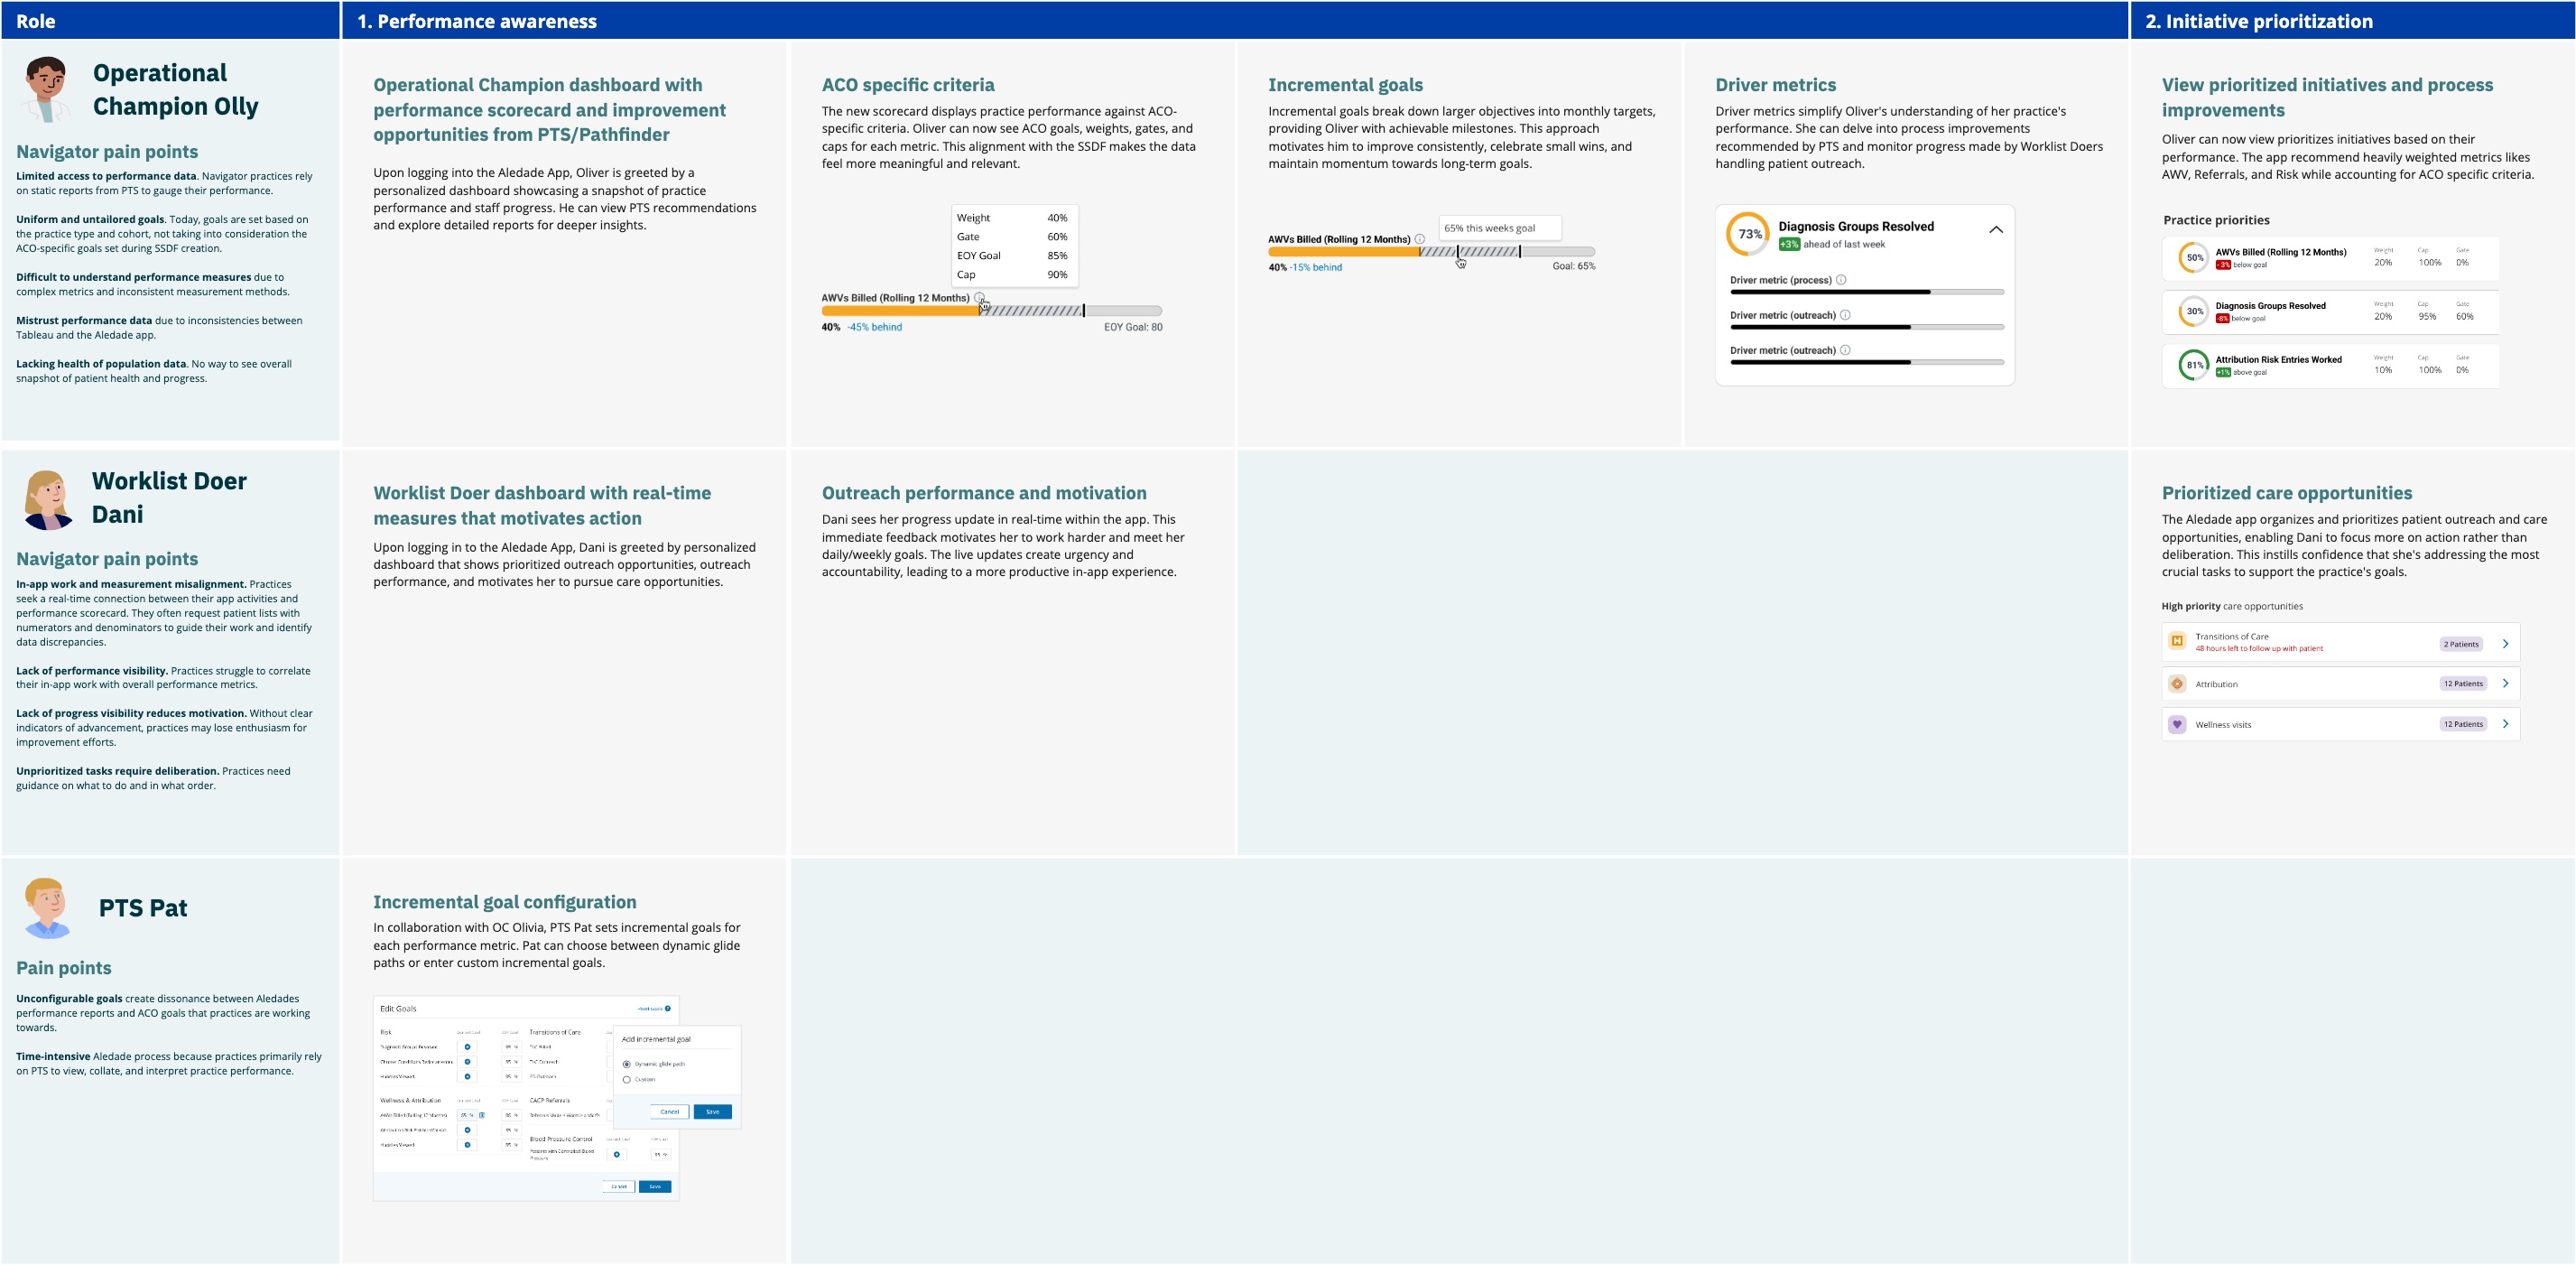 Role
1. Performance awareness
2. Initiative prioritization
Operational
Champion Olly
Navigator pain points
Limited access to performance data. Navigator practices rely
on static reports from PTS to gauge their performance.
Uniform and untailored goals. Today, goals are set based on
the practice type and cohort, not taking into consideration the
ACO-specific goals set during SSDF creation.
Difficult to understand performance measures due to
complex metrics and inconsistent measurement methods.
Mistrust performance data due to inconsistencies between
Tableau and the Aledade app.
Lacking health of population data. No way to see overall
snapshot of patient health and progress.
Operational Champion dashboard with
performance scorecard and improvement
opportunities from PTS/Pathfinder
Upon logging into the Aledade App, Oliver is greeted by a
personalized dashboard showcasing a snapshot of practice
performance and staff progress. He can view PTS recommendations
and explore detailed reports for deeper insights.
ACO specific criteria
The new scorecard displays practice performance against ACO-
specific criteria. Oliver can now see ACO goals, weights, gates, and
caps for each metric. This alignment with the SSDF makes the data
feel more meaningful and relevant.
Weight 40%
Gate 60%
EOY Goal 85%
Cap 90%
AWVs Billed (Rolling 12 Months)
40% -45% behind EOY Goal: 80
Incremental goals
Incremental goals break down larger objectives into monthly targets,
providing Oliver with achievable milestones. This approach
motivates him to improve consistently, celebrate small wins, and
maintain momentum towards long-term goals.
65% this weeks goal
AWVs Billed (Rolling 12 Months)
40% -15% behind Goal: 65%
Driver metrics
Driver metrics simplify Oliver's understanding of her practice's
performance. She can delve into process improvements
recommended by PTS and monitor progress made by Worklist Doers
handling patient outreach.
73% Diagnosis Groups Resolved
+3% ahead of last week
Driver metric (process)
Driver metric (outreach)
Driver metric (outreach)
View prioritized initiatives and process
improvements
Oliver can now view prioritizes initiatives based on their
performance. The app recommend heavily weighted metrics likes
AWV, Referrals, and Risk while accounting for ACO specific criteria.
Practice priorities
50% AWVs Billed (Rolling 12 Months) Weight Cap Gate
-3% below goal 20% 100% 0%
30% Diagnosis Groups Resolved Weight Cap Gate
-8% below goal 20% 95% 60%
81% Attribution Risk Entries Worked Weight Cap Gate
+1% above goal 10% 100% 0%
Worklist Doer
Dani
Navigator pain points
In-app work and measurement misalignment. Practices
seek a real-time connection between their app activities and
performance scorecard. They often request patient lists with
numerators and denominators to guide their work and identify
data discrepancies.
Lack of performance visibility. Practices struggle to correlate
their in-app work with overall performance metrics.
Lack of progress visibility reduces motivation. Without clear
indicators of advancement, practices may lose enthusiasm for
improvement efforts.
Unprioritized tasks require deliberation. Practices need
guidance on what to do and in what order.
Worklist Doer dashboard with real-time
measures that motivates action
Upon logging in to the Aledade App, Dani is greeted by personalized
dashboard that shows prioritized outreach opportunities, outreach
performance, and motivates her to pursue care opportunities.
Outreach performance and motivation
Dani sees her progress update in real-time within the app. This
immediate feedback motivates her to work harder and meet her
daily/weekly goals. The live updates create urgency and
accountability, leading to a more productive in-app experience.
Prioritized care opportunities
The Aledade app organizes and prioritizes patient outreach and care
opportunities, enabling Dani to focus more on action rather than
deliberation. This instills confidence that she's addressing the most
crucial tasks to support the practice's goals.
High priority care opportunities
Transitions of Care 2 Patients
48 hours left to follow up with patient
Attribution 12 Patients
Wellness visits 12 Patients
PTS Pat
Pain points
Unconfigurable goals create dissonance between Aledades
performance reports and ACO goals that practices are working
towards.
Time-intensive Aledade process because practices primarily rely
on PTS to view, collate, and interpret practice performance.
Incremental goal configuration
In collaboration with OC Olivia, PTS Pat sets incremental goals for
each performance metric. Pat can choose between dynamic glide
paths or enter custom incremental goals.
Edit Goals
Risk
Transitions of Care
Wellness & Attribution
CACP Referrals
Blood Pressure Control
Add incremental goal
Dynamic glide path
Custom
Cancel Save
Cancel Save